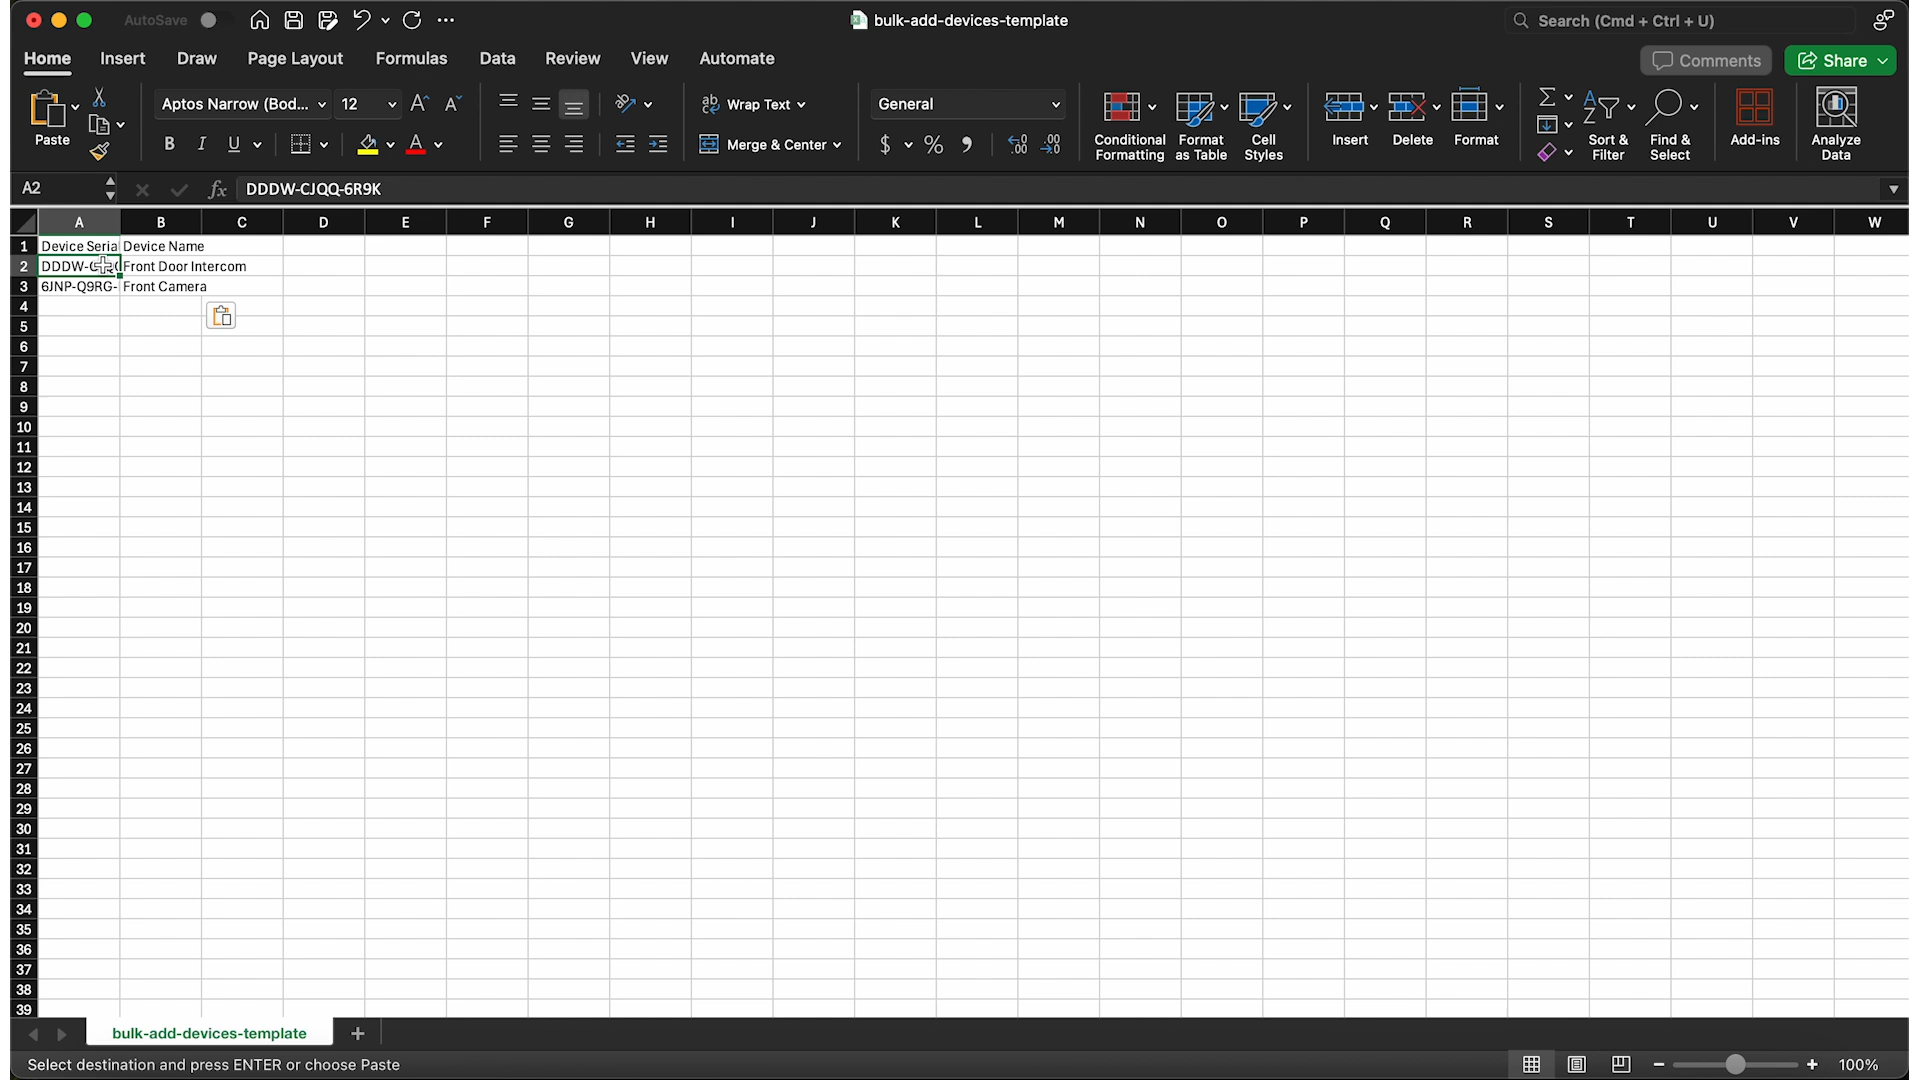 AutoSave
bulk-add-devices-template
Search (Cmd + Ctrl + U)
Home Insert Draw Page Layout Formulas Data Review View Automate
Comments
Share
Paste
Aptos Narrow (Bod... 12
B I U
Wrap Text
Merge & Center
General
$ % ,
Conditional Formatting
Format as Table
Cell Styles
Insert
Delete
Format
Sort & Filter
Find & Select
Add-ins
Analyze Data
A2 fx DDDW-CJQQ-6R9K
A B C D E F G H I J K L M N O P Q R S T U V W
1 Device Seria Device Name
2 Front Door Intercom
3 6JNP-Q9RG- Front Camera
4
5
6
7
8
9
10
11
12
13
14
15
16
17
18
19
20
21
22
23
24
25
26
27
28
29
30
31
32
33
34
35
36
37
38
39
bulk-add-devices-template
Select destination and press ENTER or choose Paste
100%